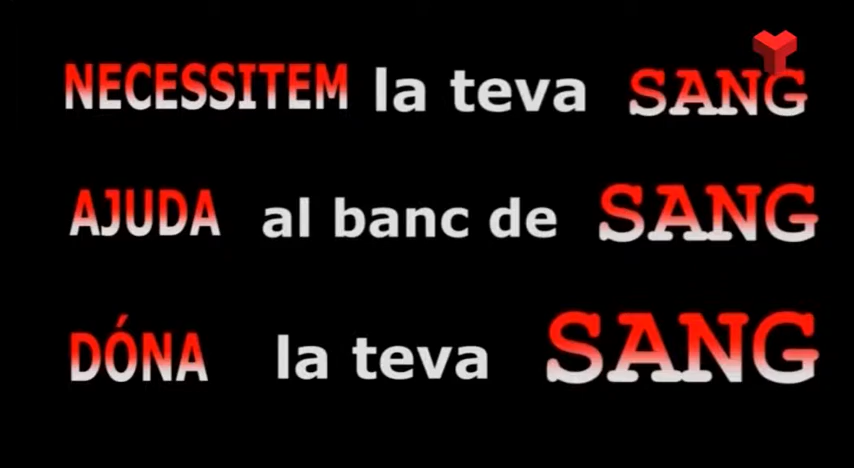 NECESSITEM la teva SANG
AJUDA al banc de SANG
DÓNA la teva SANG